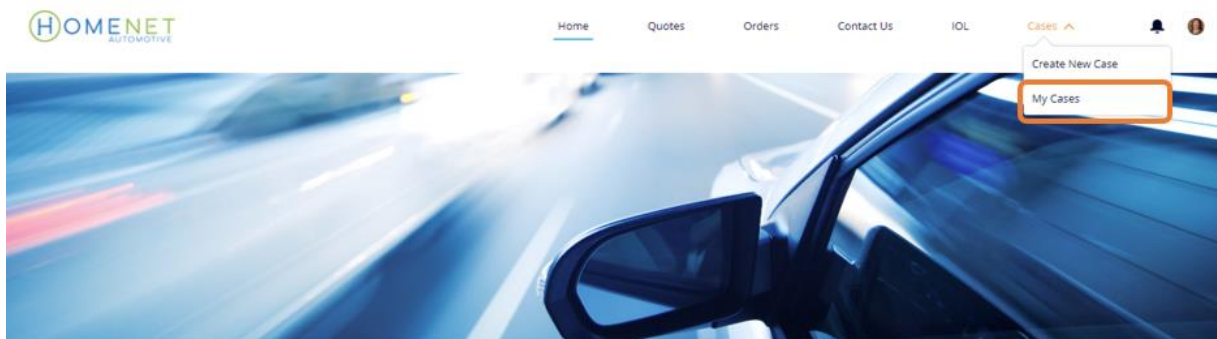 HOMENET
AUTOMOTIVE
Home Quotes Orders Contact Us IOL Cases
Create New Case
My Cases